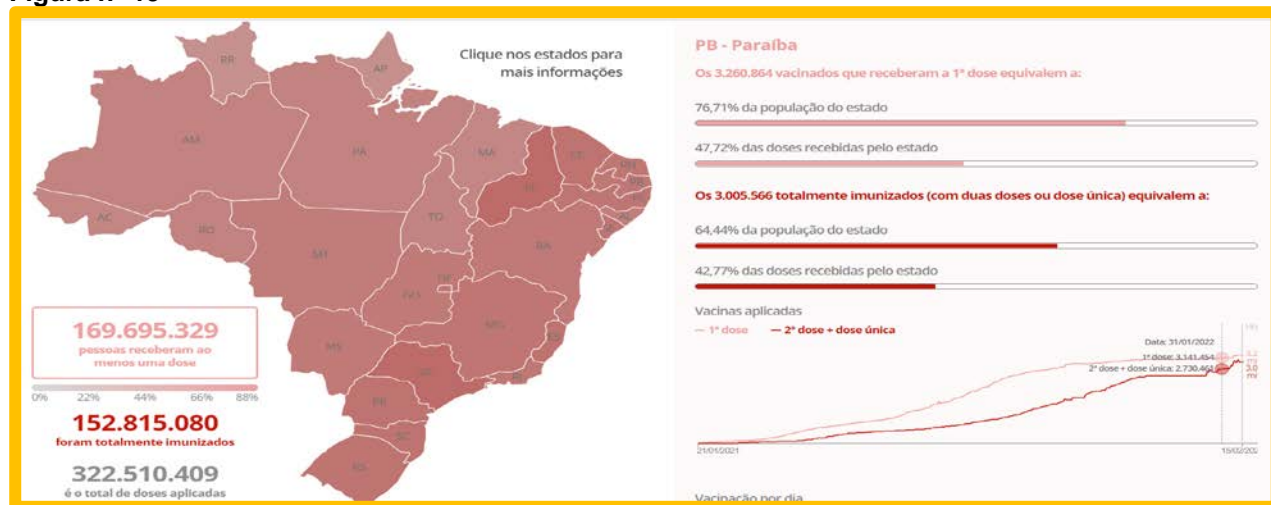 Clique nos estados para
mais informações
RR
AP
AM
PA
MA
CE
RN
PB
PI
AC
RO
TO
AL
MT
BA
DF
GO
MG
ES
MS
SP
RJ
PR
SC
RS
169.695.329
pessoas receberam ao
menos uma dose
0% 22% 44% 66% 88%
152.815.080
foram totalmente imunizados
322.510.409
é o total de doses aplicadas
PB - Paraíba
Os 3.260.864 vacinados que receberam a 1ª dose equivalem a:
76,71% da população do estado
47,72% das doses recebidas pelo estado
Os 3.005.566 totalmente imunizados (com duas doses ou dose única) equivalem a:
64,44% da população do estado
42,77% das doses recebidas pelo estado
Vacinas aplicadas
1ª dose 2ª dose + dose única
Data: 31/01/2022
1ª dose: 3.141.454
2ª dose + dose única: 2.730.461
21/01/2021
Vacinação por dia